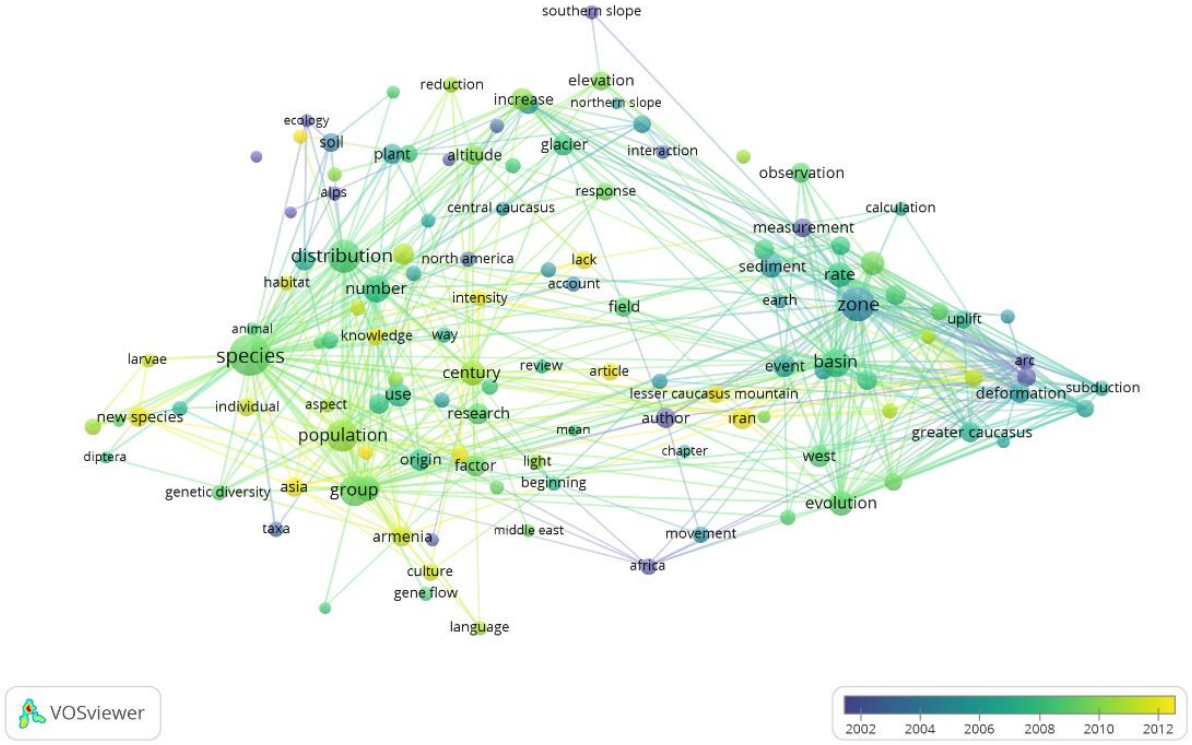 southern slope
elevation
reduction
increase
northern slope
ecology
soil
glacier
interaction
plant
altitude
observation
alps
response
central caucasus
calculation
measurement
distribution
north america
lack
sediment
rate
habitat
number
account
intensity
earth
zone
field
uplift
animal
knowledge
way
species
larvae
century
review
article
event
basin
arc
subduction
lesser caucasus mountain
deformation
use
individual
aspect
new species
research
author
iran
population
mean
greater caucasus
diptera
origin
factor
light
chapter
west
genetic diversity
asia
group
beginning
evolution
taxa
armenia
middle east
movement
culture
africa
gene flow
language
VOSviewer
2002 2004 2006 2008 2010 2012